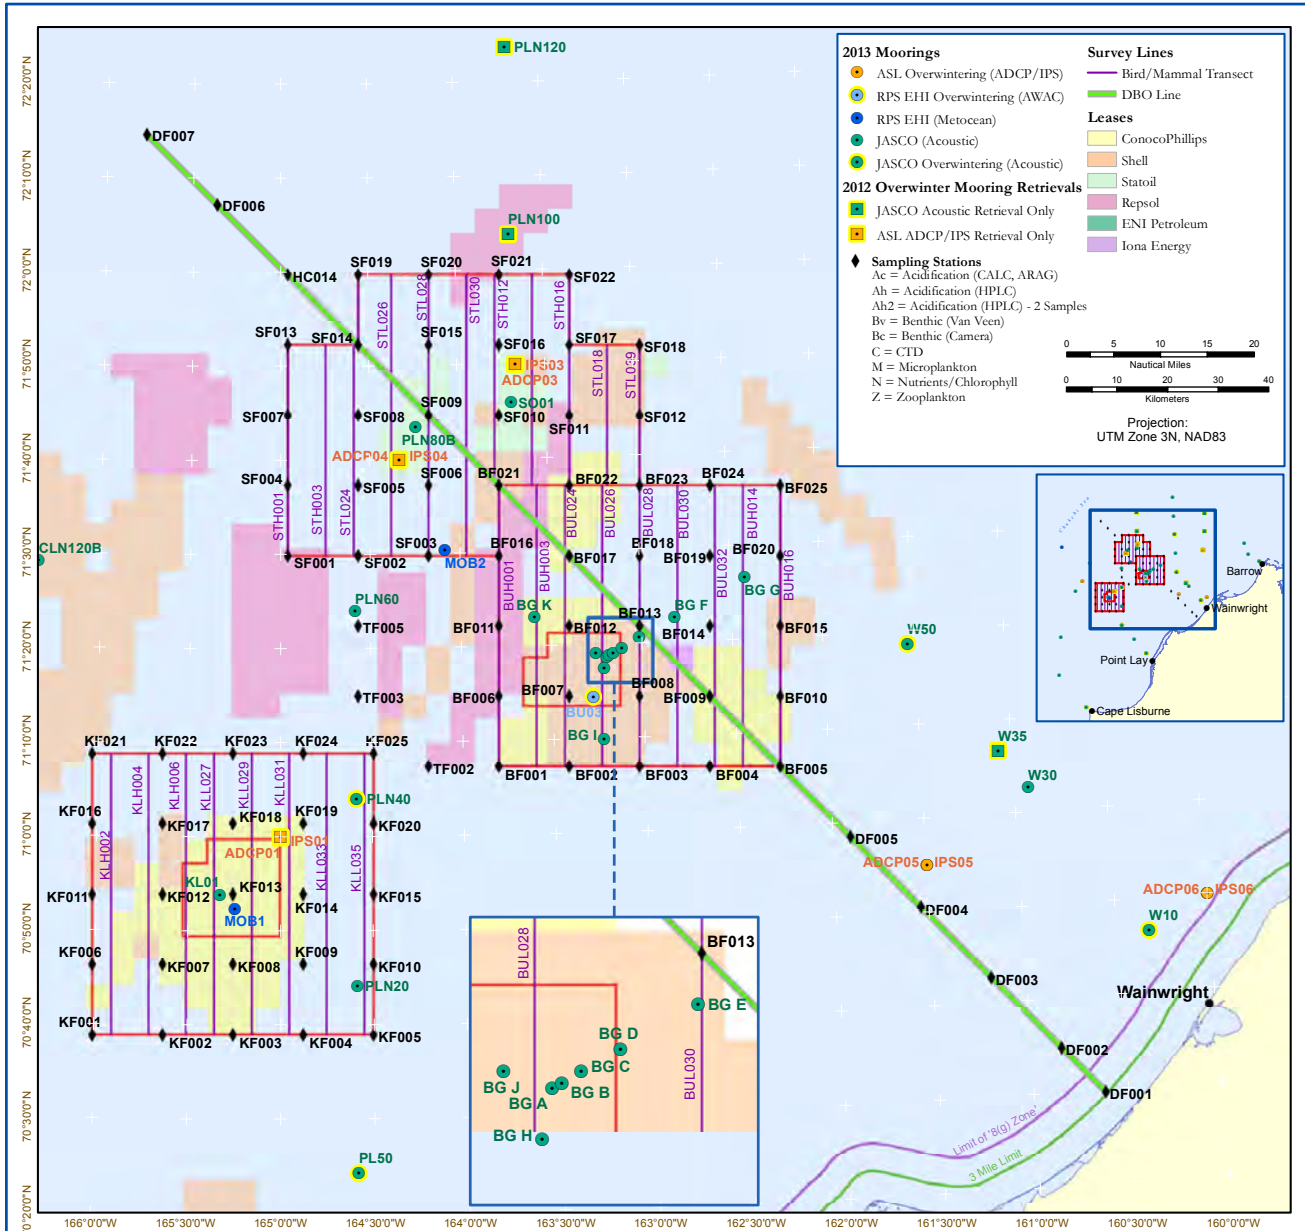 2013 Moorings
ASL Overwintering (ADCP/IPS)
RPS EHI Overwintering (AWAC)
RPS EHI (Metocean)
JASCO (Acoustic)
JASCO Overwintering (Acoustic)
2012 Overwinter Mooring Retrievals
JASCO Acoustic Retrieval Only
ASL ADCP/IPS Retrieval Only
Sampling Stations
Ac = Acidification (CALC, ARAG)
Ah = Acidification (HPLC)
Ah2 = Acidification (HPLC) - 2 Samples
Bv = Benthic (Van Veen)
Bc = Benthic (Camera)
C = CTD
M = Microplankton
N = Nutrients/Chlorophyll
Z = Zooplankton
Survey Lines
Bird/Mammal Transect
DBO Line
Leases
ConocoPhillips
Shell
Statoil
Repsol
ENI Petroleum
Iona Energy
0 5 10 15 20
Nautical Miles
0 10 20 30 40
Kilometers
Projection:
UTM Zone 3N, NAD83
Barrow
Wainwright
Point Lay
Cape Lisburne
PLN120
DF007
DF006
PLN100
HC014
SF019
SF020
SF021
SF022
STL026
STL028
STL030
STH012
STH016
SF013
SF014
SF015
SF016
SF017
SF018
IPS03
ADCP03
STL018
STL039
SO01
SF007
SF008
SF009
SF010
SF011
SF012
PLN80B
ADCP04
IPS04
SF004
SF005
SF006
BF021
BF022
BF023
BF024
BF025
STH001
STH003
STL024
BUL024
BUL026
BUL028
BUL030
BUH014
CLN120B
SF001
SF002
SF003
MOB2
BF016
BF017
BF018
BF019
BF020
BUH001
BUH003
BUL032
BUH016
BG G
PLN60
TF005
BG K
BG F
BF011
BF012
BF013
BF014
BF015
W50
TF003
BF006
BF007
BF008
BF009
BF010
BU03
BG I
W35
KF021
KF022
KF023
KF024
KF025
TF002
BF001
BF002
BF003
BF004
BF005
W30
KLH004
KLH006
KLL027
KLL029
KLL031
PLN40
KF016
KF017
KF018
KF019
KF020
ADCP01
IPS01
KLH002
KLL033
KLL035
DF005
ADCP05
IPS05
KL01
KF011
KF012
KF013
KF014
KF015
MOB1
DF004
ADCP06
IPS06
W10
KF006
KF007
KF008
KF009
KF010
PLN20
DF003
Wainwright
KF001
KF002
KF003
KF004
KF005
DF002
DF001
BUL028
BF013
BG E
BG D
BG C
BG J
BG B
BG A
BG H
BUL030
Limit of '8(g) Zone'
3 Mile Limit
PL50
72°20'0"N
72°10'0"N
72°0'0"N
71°50'0"N
71°40'0"N
71°30'0"N
71°20'0"N
71°10'0"N
71°0'0"N
70°50'0"N
70°40'0"N
70°30'0"N
70°20'0"N
166°0'0"W
165°30'0"W
165°0'0"W
164°30'0"W
164°0'0"W
163°30'0"W
163°0'0"W
162°30'0"W
162°0'0"W
161°30'0"W
161°0'0"W
160°30'0"W
160°0'0"W